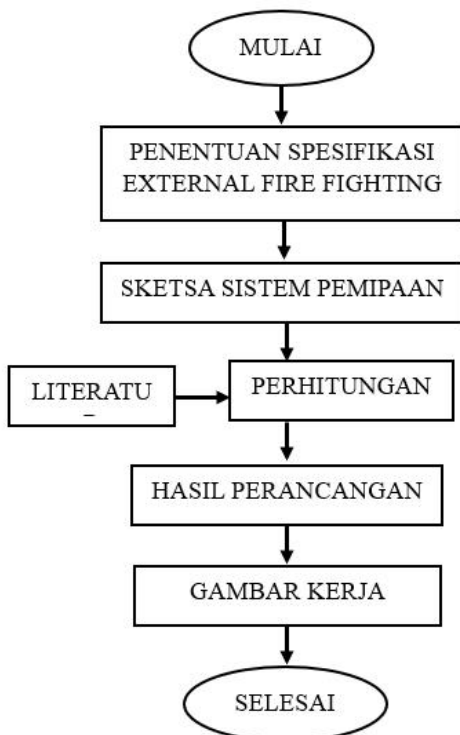 MULAI
PENENTUAN SPESIFIKASI
EXTERNAL FIRE FIGHTING
SKETSA SISTEM PEMIPAAN
LITERATU
PERHITUNGAN
HASIL PERANCANGAN
GAMBAR KERJA
SELESAI